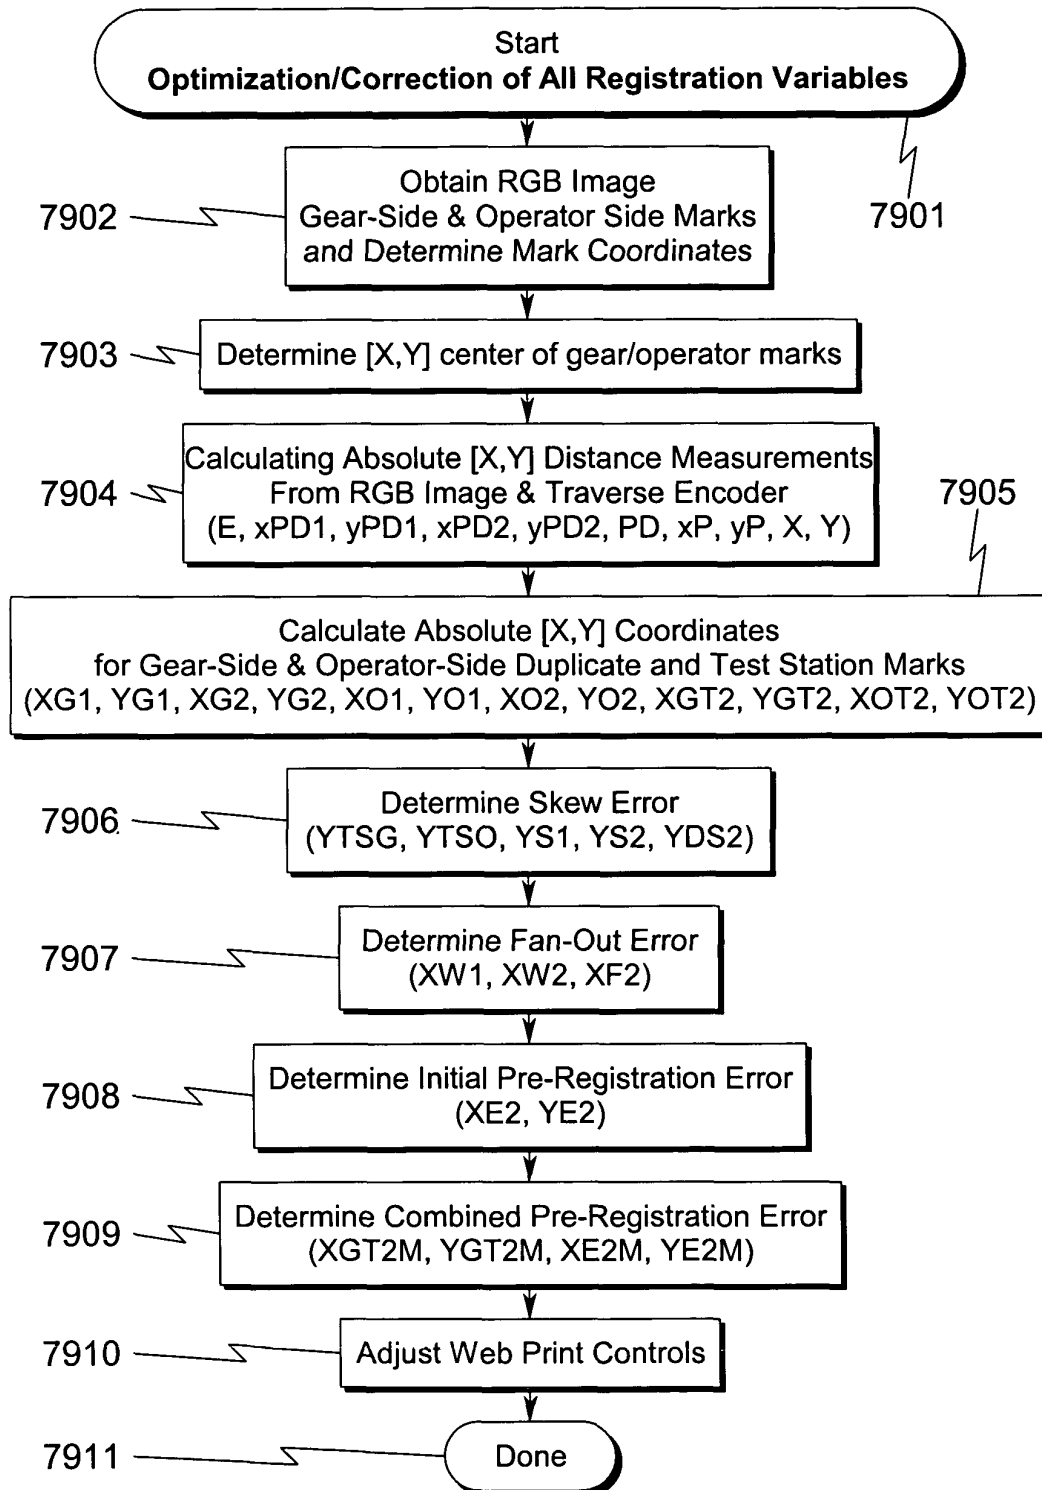 Start
Optimization/Correction of All Registration Variables
7901
Obtain RGB Image
Gear-Side & Operator Side Marks
and Determine Mark Coordinates
7902
Determine [X,Y] center of gear/operator marks
7903
Calculating Absolute [X,Y] Distance Measurements
From RGB Image & Traverse Encoder
(E, xPD1, yPD1, xPD2, yPD2, PD, xP, yP, X, Y)
7904
7905
Calculate Absolute [X,Y] Coordinates
for Gear-Side & Operator-Side Duplicate and Test Station Marks
(XG1, YG1, XG2, YG2, XO1, YO1, XO2, YO2, XGT2, YGT2, XOT2, YOT2)
7906
Determine Skew Error
(YTSG, YTSO, YS1, YS2, YDS2)
7907
Determine Fan-Out Error
(XW1, XW2, XF2)
7908
Determine Initial Pre-Registration Error
(XE2, YE2)
7909
Determine Combined Pre-Registration Error
(XGT2M, YGT2M, XE2M, YE2M)
7910
Adjust Web Print Controls
7911
Done